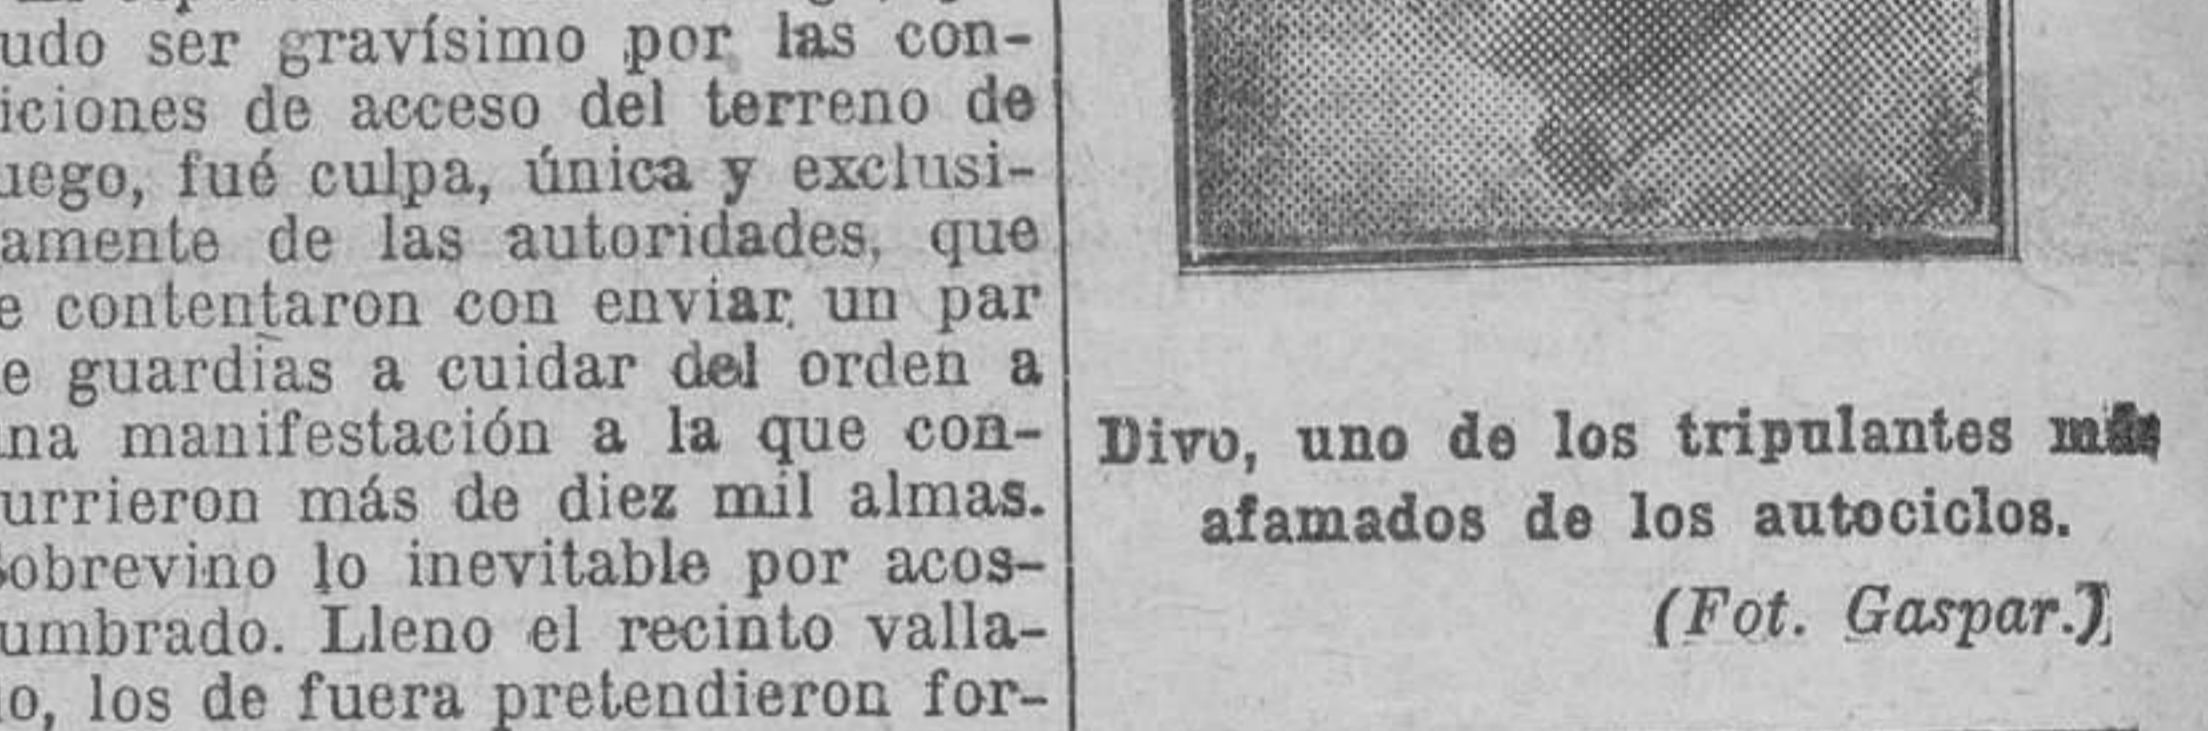 udo ser gravísimo por las con-
iciones de acceso del terreno de
uego, fué culpa, única y exclusi-
amente de las autoridades, que
e contentaron con enviar un par
e guardias a cuidar del orden a
na manifestación a la que con-
urrieron más de diez mil almas.
Sobrevino lo inevitable por acos-
umbrado. Lleno el recinto valla-
o, los de fuera pretendieron for-
Divo, uno de los tripulantes más
afamados de los autociclos.
(Fot. Gaspar.)